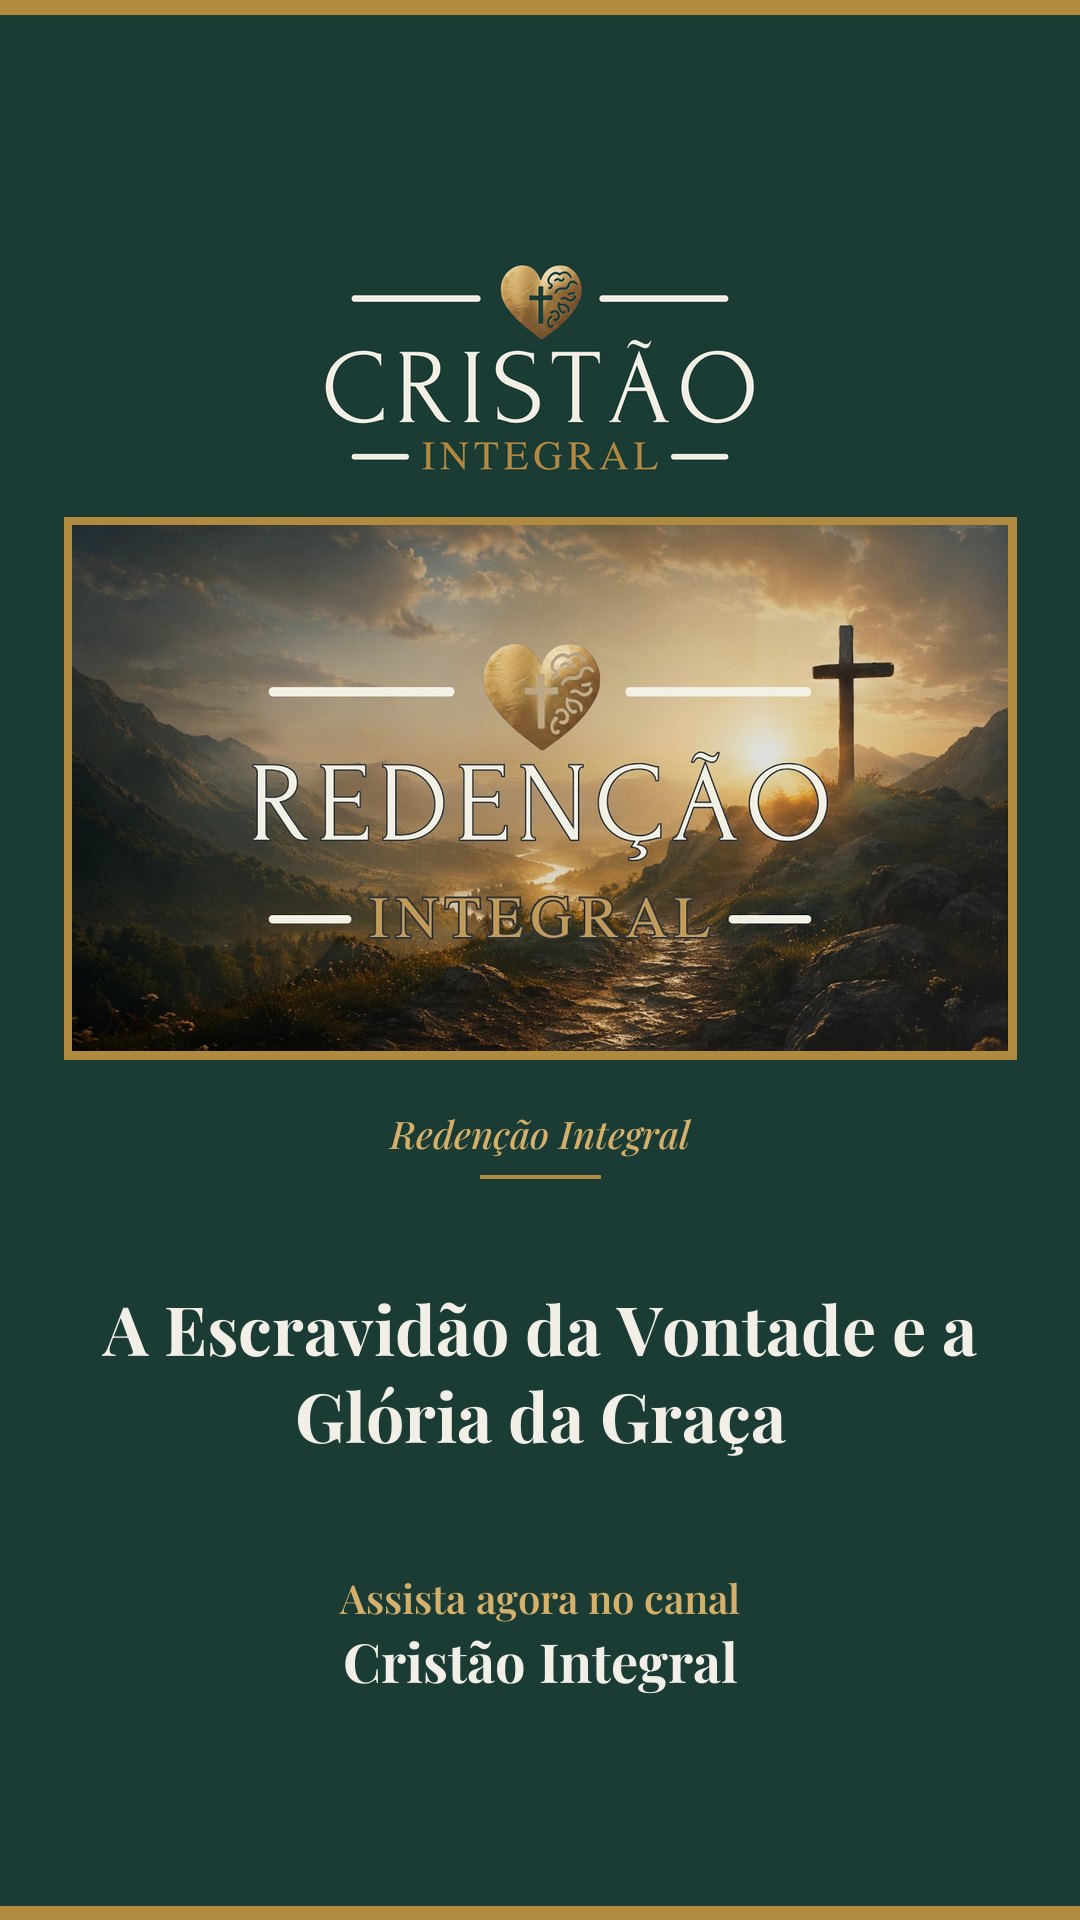 CRISTÃO
INTEGRAL
REDENÇÃO
INTEGRAL
Redenção Integral
A Escravidão da Vontade e a
Glória da Graça
Assista agora no canal
Cristão Integral